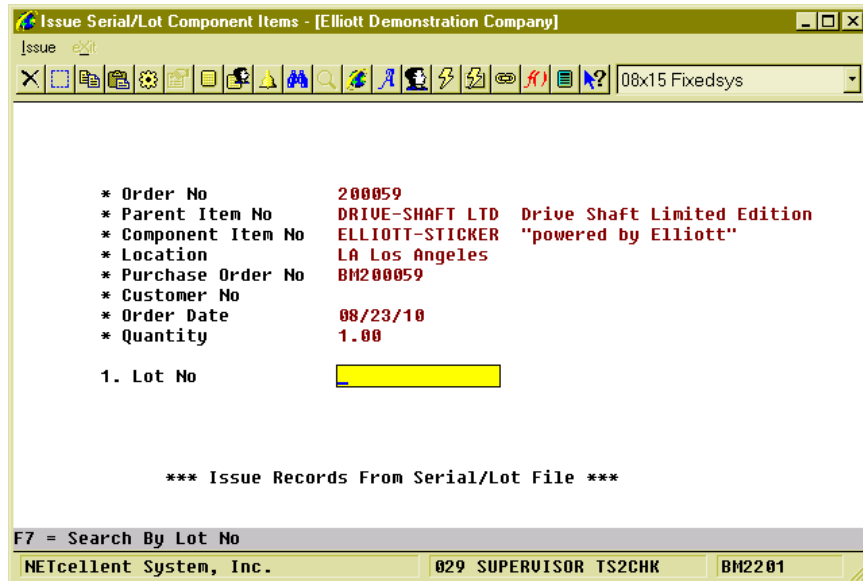 Issue Serial/Lot Component Items - [Elliott Demonstration Company]
Issue eXit
08x15 Fixedsys
* Order No 200059
* Parent Item No DRIVE-SHAFT LTD Drive Shaft Limited Edition
* Component Item No ELLIOTT-STICKER "powered by Elliott"
* Location LA Los Angeles
* Purchase Order No BM200059
* Customer No
* Order Date 08/23/10
* Quantity 1.00
1. Lot No
*** Issue Records From Serial/Lot File ***
F7 = Search By Lot No
NETcellent System, Inc. 029 SUPERVISOR TS2CHK BM2201